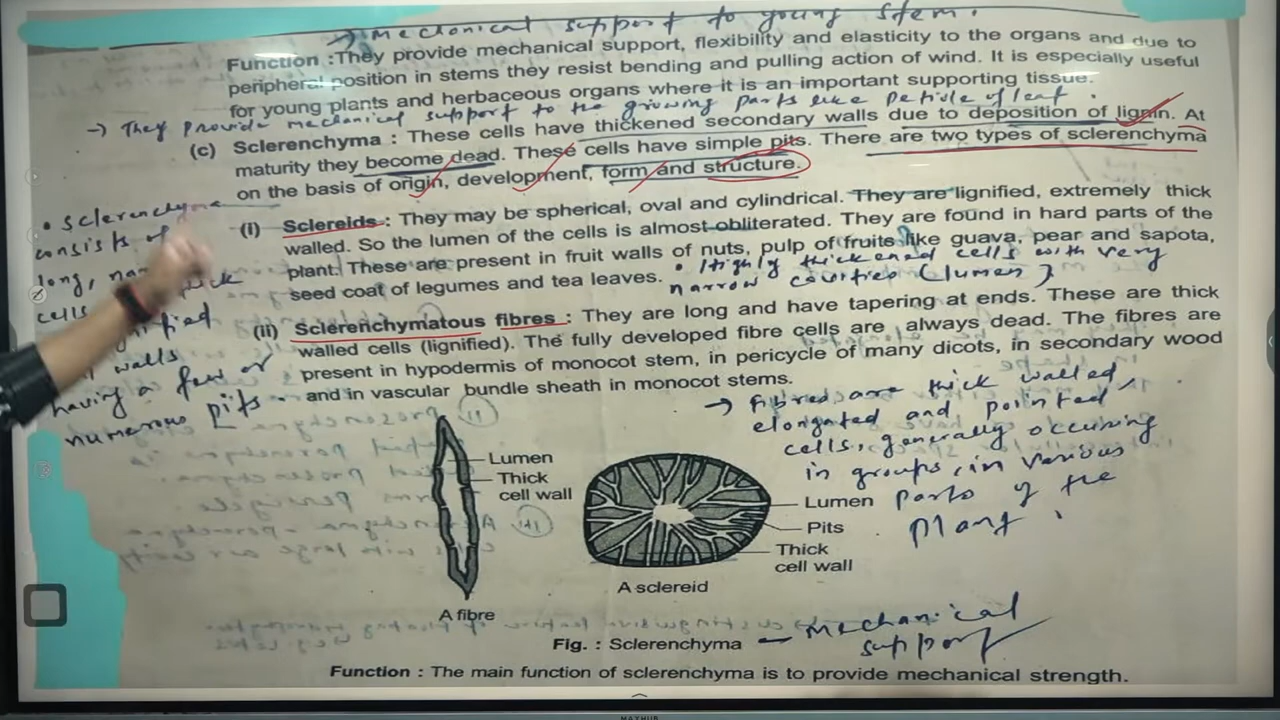 → Mechonical support to young stem.
Function : They provide mechanical support, flexibility and elasticity to the organs and due to
peripheral position in stems they resist bending and pulling action of wind. It is especially useful
for young plants and herbaceous organs where it is an important supporting tissue.
→ They provide mechanical support to the growing parts like petiole of leaf.
(c) Sclerenchyma : These cells have thickened secondary walls due to deposition of lignin. At
maturity they become dead. These cells have simple pits. There are two types of sclerenchyma
on the basis of origin, development, form and structure.
• Sclerenchyma
consists of
long,
cells
walls
having a few or
numerous pits.
(i) Sclereids : They may be spherical, oval and cylindrical. They are lignified, extremely thick
walled. So the lumen of the cells is almost obliterated. They are found in hard parts of the
plant. These are present in fruit walls of nuts, pulp of fruits like guava, pear and sapota,
seed coat of legumes and tea leaves.
• Highly thickened cells with very
narrow cavities (lumen)
(ii) Sclerenchymatous fibres : They are long and have tapering at ends. These are thick
walled cells (lignified). The fully developed fibre cells are always dead. The fibres are
present in hypodermis of monocot stem, in pericycle of many dicots, in secondary wood
and in vascular bundle sheath in monocot stems.
→ fibres are thick walled,
elongated and pointed
cells, generally occuring
in groups, in various
parts of the
plant.
Lumen
Thick
cell wall
A fibre
Lumen
Pits
Thick
cell wall
A sclereid
Fig. : Sclerenchyma
— Mechanical
support
Function : The main function of sclerenchyma is to provide mechanical strength.